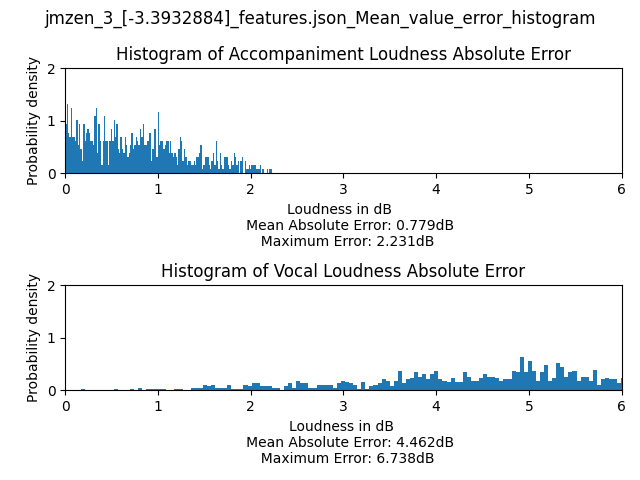 jmzen_3_[-3.3932884]_features.json_Mean_value_error_histogram
Histogram of Accompaniment Loudness Absolute Error
Probability density
2
1
0
0 1 2 3 4 5 6
Loudness in dB
Mean Absolute Error: 0.779dB
Maximum Error: 2.231dB
Histogram of Vocal Loudness Absolute Error
Probability density
2
1
0
0 1 2 3 4 5 6
Loudness in dB
Mean Absolute Error: 4.462dB
Maximum Error: 6.738dB